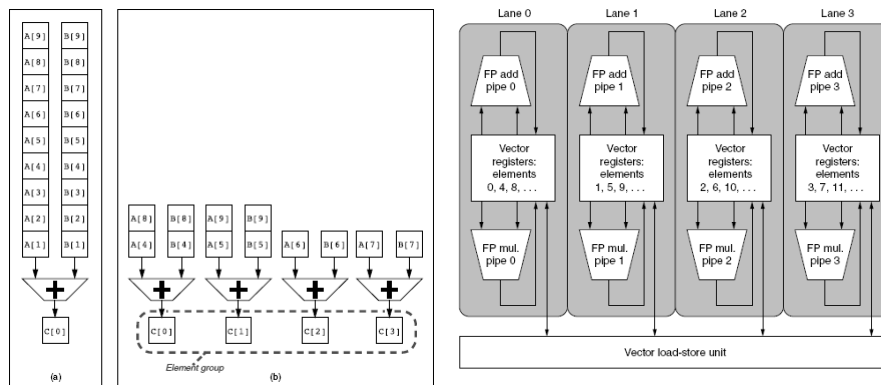 A[9] B[9]
A[8] B[8]
A[7] B[7]
A[6] B[6]
A[5] B[5]
A[4] B[4]
A[3] B[3]
A[2] B[2]
A[1] B[1]
+
C[0]
(a)
A[8] B[8] A[9] B[9]
A[4] B[4] A[5] B[5] A[6] B[6] A[7] B[7]
+ + + +
C[0] C[1] C[2] C[3]
Element group
(b)
Lane 0 Lane 1 Lane 2 Lane 3
FP add FP add FP add FP add
pipe 0 pipe 1 pipe 2 pipe 3
Vector Vector Vector Vector
registers: registers: registers: registers:
elements elements elements elements
0, 4, 8, . . . 1, 5, 9, . . . 2, 6, 10, . . . 3, 7, 11, . . .
FP mul. FP mul. FP mul. FP mul.
pipe 0 pipe 1 pipe 2 pipe 3
Vector load-store unit